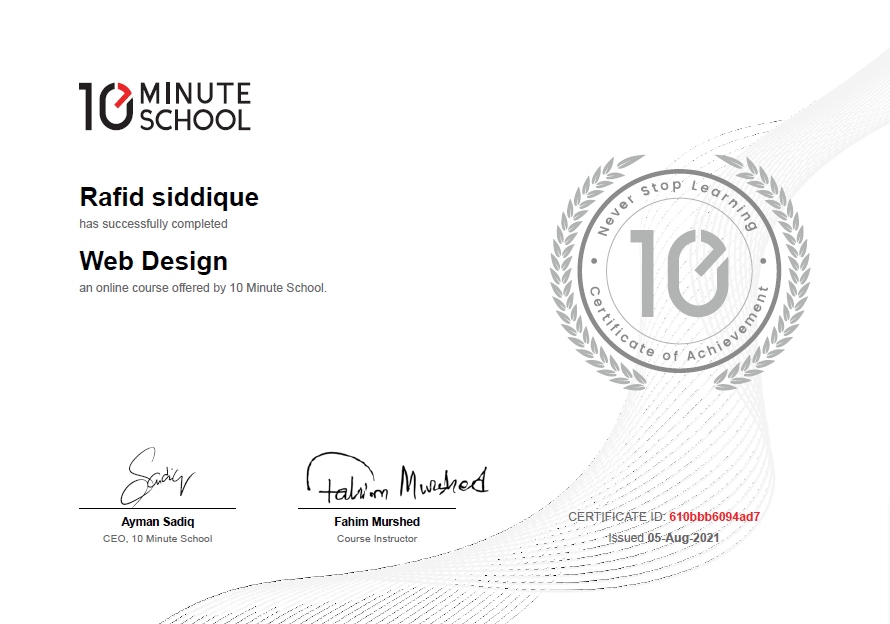 10 MINUTE
SCHOOL
Rafid siddique
has successfully completed
Web Design
an online course offered by 10 Minute School.
Never Stop Learning
10
Certificate of Achievement
Sadiq
Fahim Murshed
Ayman Sadiq
CEO, 10 Minute School
Fahim Murshed
Course Instructor
CERTIFICATE ID: 610bbb6094ad7
Issued 05-Aug-2021